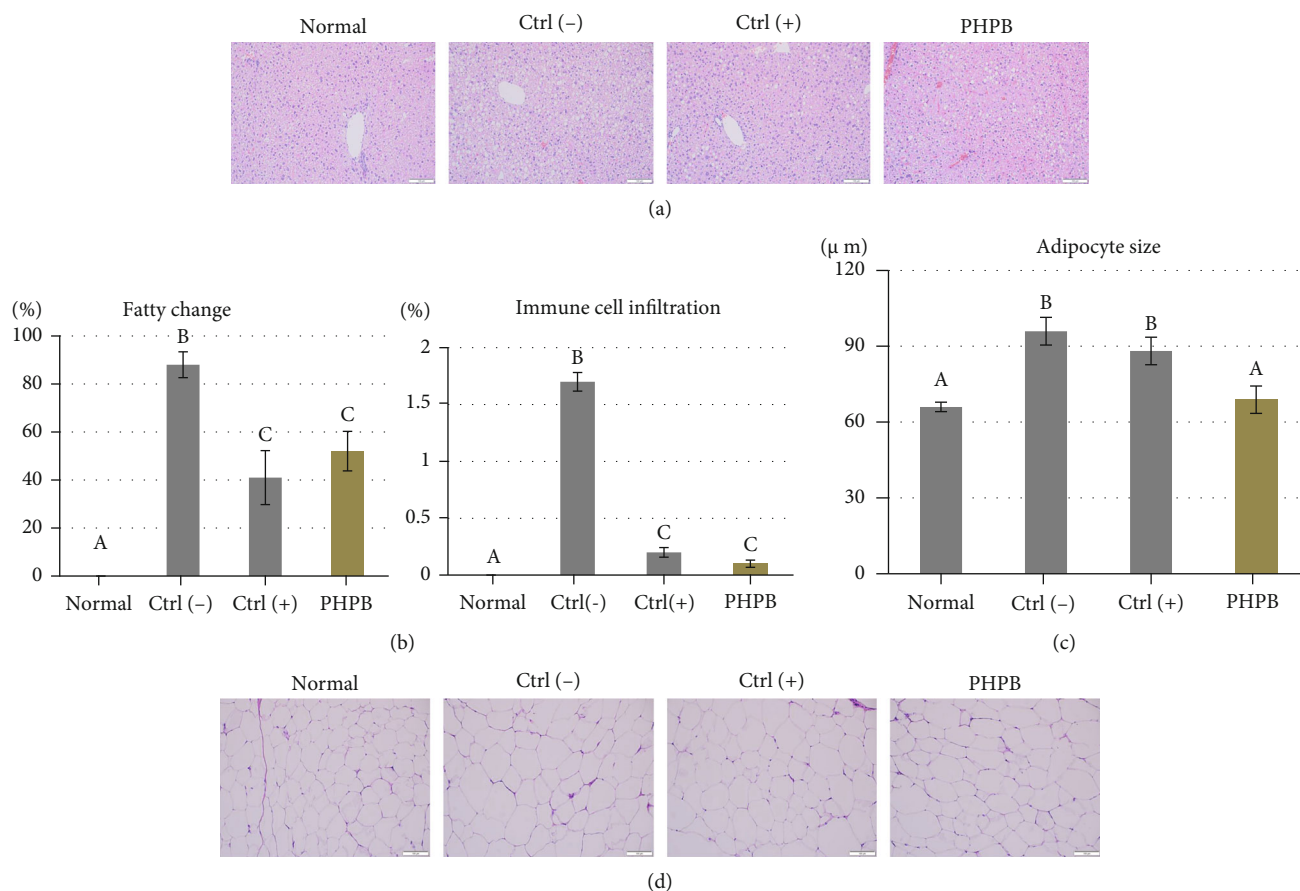 Normal Ctrl (–) Ctrl (+) PHPB
(a)
(%) Fatty change
100
80
60
40
20
0
A B C C
Normal Ctrl (–) Ctrl (+) PHPB
(%) Immune cell infiltration
2
1.5
1
0.5
0
A B C C
Normal Ctrl(-) Ctrl(+) PHPB
(b)
(μ m) Adipocyte size
120
90
60
30
0
A B B A
Normal Ctrl (–) Ctrl (+) PHPB
(c)
Normal Ctrl (–) Ctrl (+) PHPB
(d)